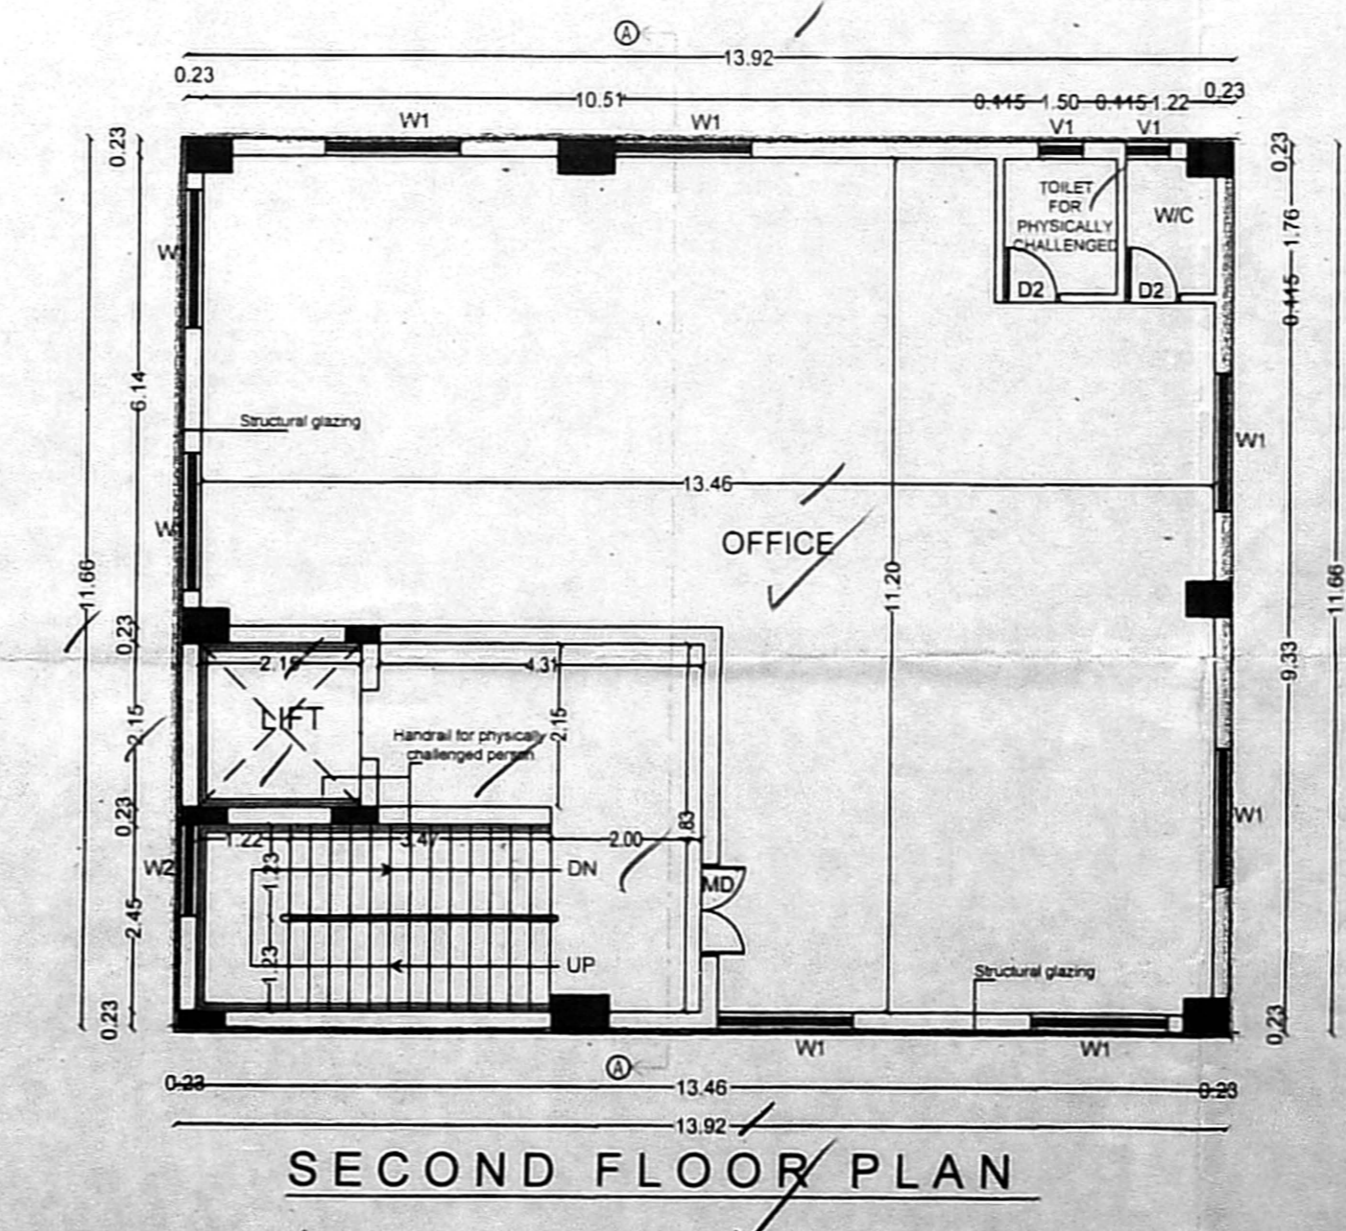 A
13.92
0.23
10.51
0.115
1.50
0.115
1.22
0.23
W1
W1
V1
V1
0.23
0.23
TOILET
FOR
PHYSICALLY
CHALLENGED
W/C
1.76
D2
D2
0.115
6.14
Structural glazing
W1
13.46
OFFICE
11.66
11.20
11.66
0.23
9.33
4.31
LIFT
2.15
2.15
Handrail for physically
challenged person
0.23
W1
1.22
3.47
2.00
W2
1.23
DN
MD
2.45
1.23
UP
Structural glazing
0.23
0.23
W1
W1
A
0.23
13.46
0.23
13.92
SECOND FLOOR PLAN